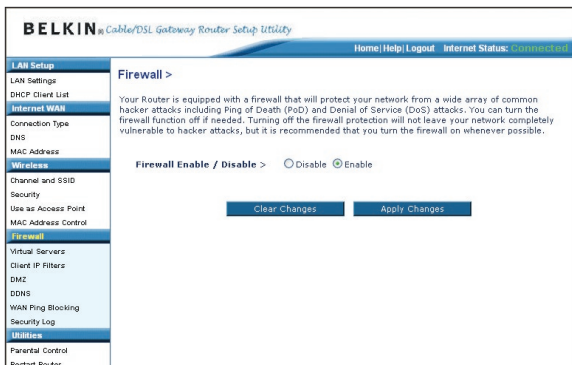 BELKIN® Cable/DSL Gateway Router Setup Utility
Home|Help|Logout Internet Status: Connected
LAN Setup
LAN Settings
DHCP Client List
Internet WAN
Connection Type
DNS
MAC Address
Wireless
Channel and SSID
Security
Use as Access Point
MAC Address Control
Firewall
Virtual Servers
Client IP Filters
DMZ
DDNS
WAN Ping Blocking
Security Log
Utilities
Parental Control
Restart Router
Firewall >
Your Router is equipped with a firewall that will protect your network from a wide array of common
hacker attacks including Ping of Death (PoD) and Denial of Service (DoS) attacks. You can turn the
firewall function off if needed. Turning off the firewall protection will not leave your network completely
vulnerable to hacker attacks, but it is recommended that you turn the firewall on whenever possible.
Firewall Enable / Disable > Disable Enable
Clear Changes Apply Changes